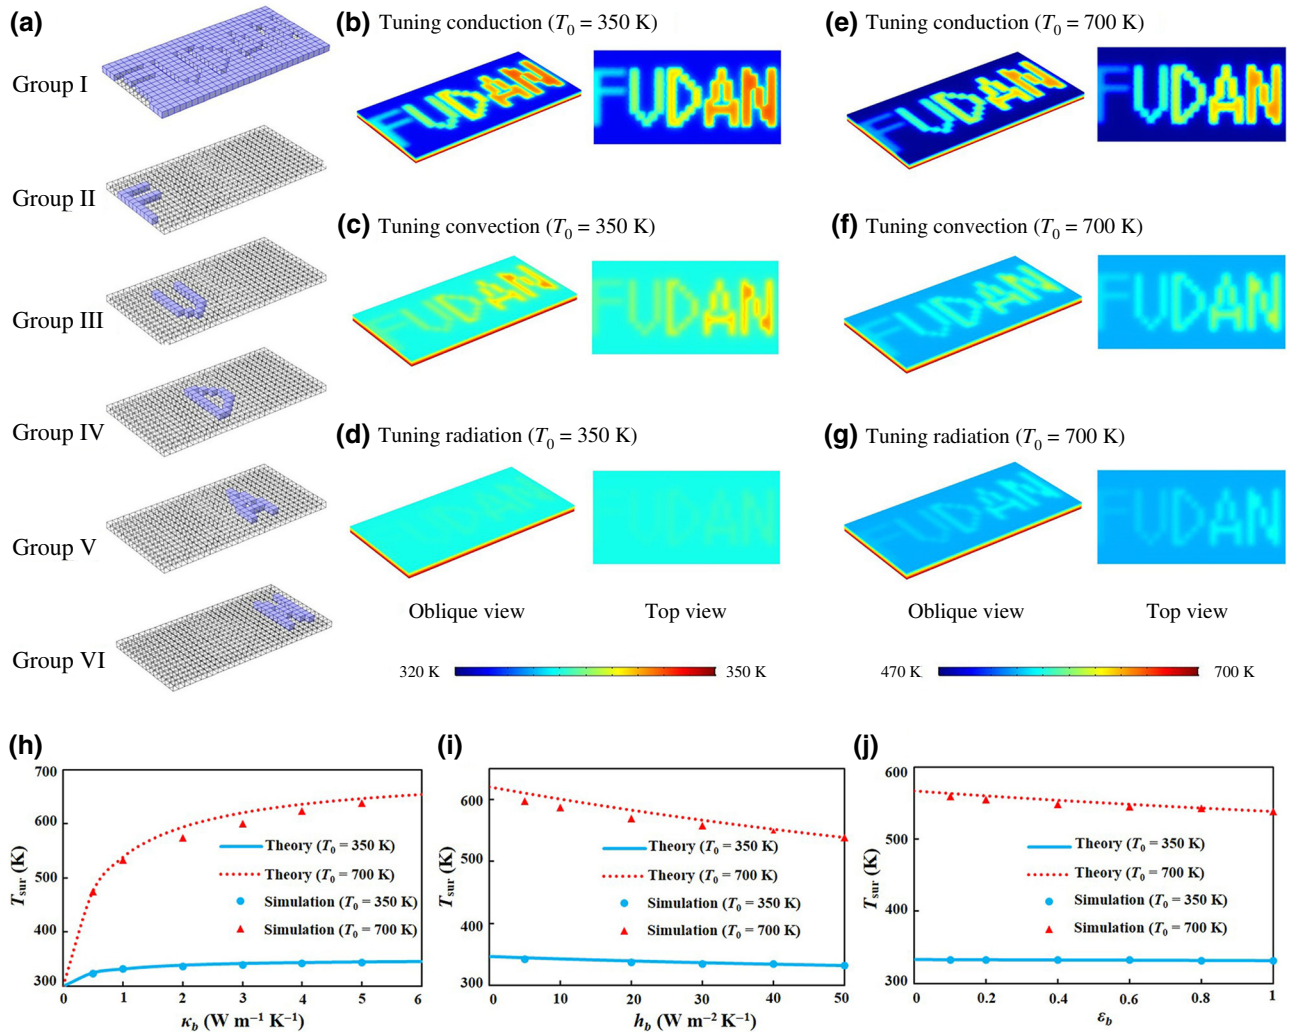 (a)
Group I
Group II
Group III
Group IV
Group V
Group VI
(b) Tuning conduction (T0 = 350 K)
FUDAN
FUDAN
(e) Tuning conduction (T0 = 700 K)
FUDAN
FUDAN
(c) Tuning convection (T0 = 350 K)
FUDAN
FUDAN
(f) Tuning convection (T0 = 700 K)
FUDAN
FUDAN
(d) Tuning radiation (T0 = 350 K)
FUDAN
FUDAN
(g) Tuning radiation (T0 = 700 K)
FUDAN
FUDAN
Oblique view
Top view
Oblique view
Top view
320 K
350 K
470 K
700 K
(h)
700
600
500
400
300
Tsur (K)
Theory (T0 = 350 K)
Theory (T0 = 700 K)
Simulation (T0 = 350 K)
Simulation (T0 = 700 K)
0 1 2 3 4 5 6
κb (W m−1 K−1)
(i)
600
500
400
300
Tsur (K)
Theory (T0 = 350 K)
Theory (T0 = 700 K)
Simulation (T0 = 350 K)
Simulation (T0 = 700 K)
0 10 20 30 40 50
hb (W m−2 K−1)
(j)
600
500
400
300
Tsur (K)
Theory (T0 = 350 K)
Theory (T0 = 700 K)
Simulation (T0 = 350 K)
Simulation (T0 = 700 K)
0 0.2 0.4 0.6 0.8 1
εb